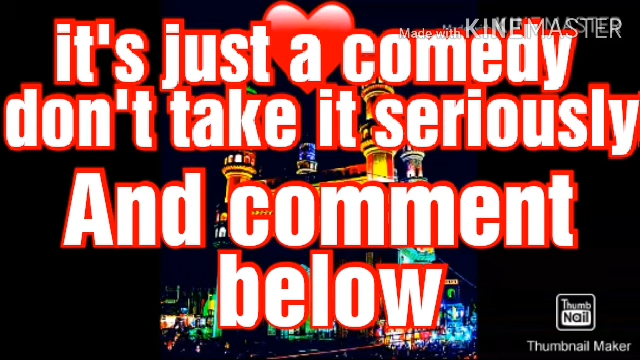 Made with KINEMASTER
it's just a comedy
don't take it seriously
And comment
below
Thumb
Nail
Thumbnail Maker